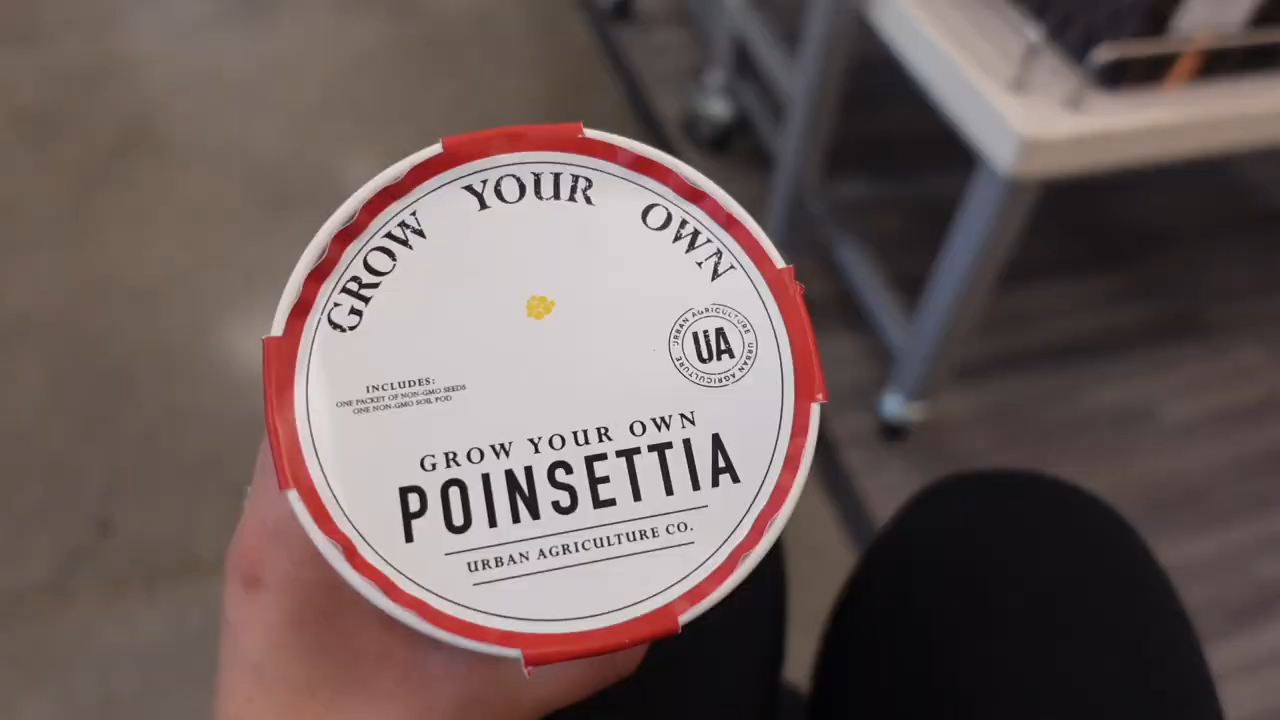 GROW YOUR OWN
URBAN AGRICULTURE URBAN AGRICULTURE
UA
INCLUDES:
ONE PACKET OF NON-GMO SEEDS
ONE NON-GMO SOIL POD
GROW YOUR OWN
POINSETTIA
URBAN AGRICULTURE CO.